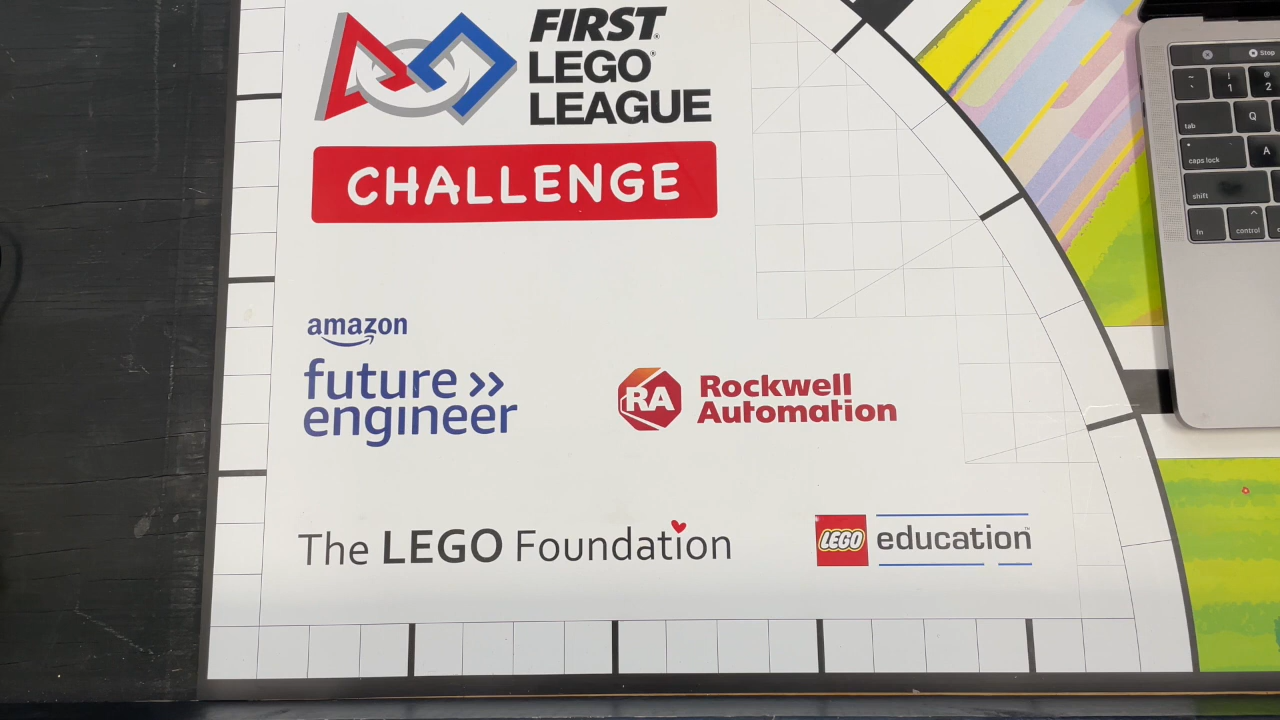 FIRST®
LEGO®
LEAGUE
CHALLENGE
amazon
future >>
engineer
RA Rockwell
Automation
The LEGO Foundation
LEGO education™
Stop
~ ! @
` 1 2
tab Q
caps lock A
shift
fn control